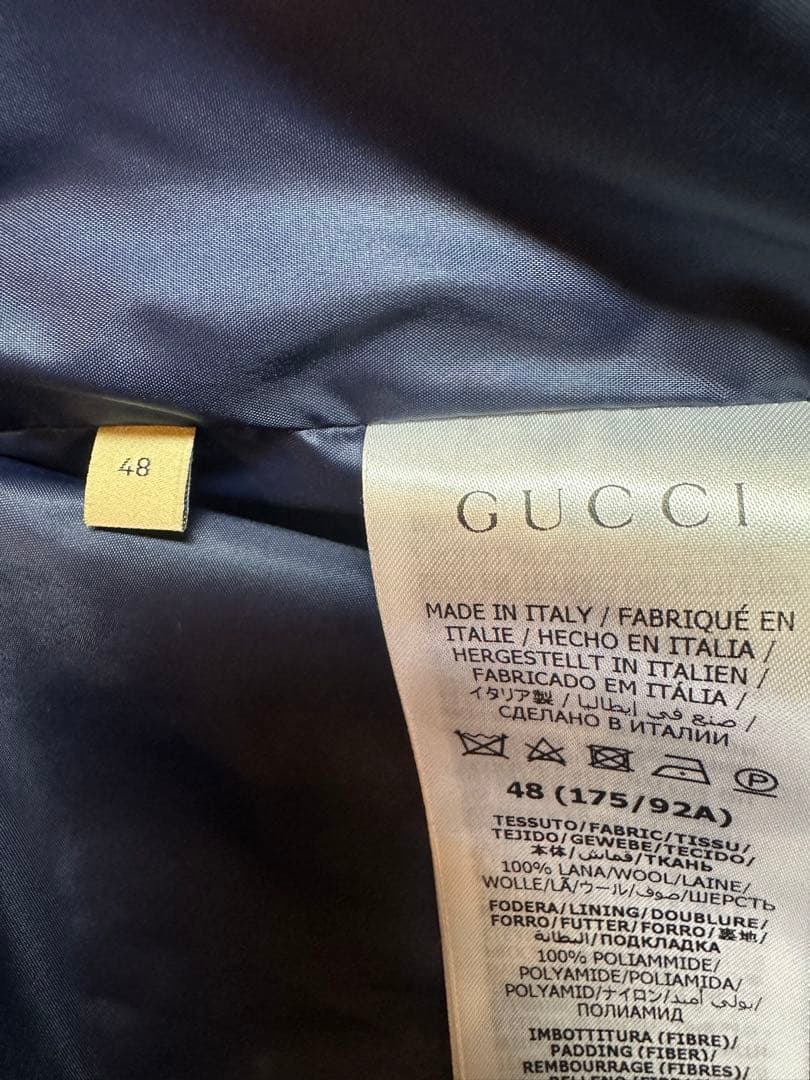 48
GUCCI
MADE IN ITALY / FABRIQUÉ EN
ITALIE / HECHO EN ITALIA /
HERGESTELLT IN ITALIEN /
FABRICADO EM ITÁLIA /
イタリア製 / صنع في إيطاليا /
СДЕЛАНО В ИТАЛИИ
P
48 (175/92A)
TESSUTO/FABRIC/TISSU/
TEJIDO/GEWEBE/TECIDO/
本体/قماش/ТКАНЬ
100% LANA/WOOL/LAINE/
WOLLE/LÃ/ウール/صوف/ШЕРСТЬ
FODERA/LINING/DOUBLURE/
FORRO/FUTTER/FORRO/裏地/
البطانة/ПОДКЛАДКА
100% POLIAMMIDE/
POLYAMIDE/POLIAMIDA/
POLYAMID/ナイロン/بولي أميد/
ПОЛИАМИД
IMBOTTITURA (FIBRE)/
PADDING (FIBER)/
REMBOURRAGE (FIBRES)/